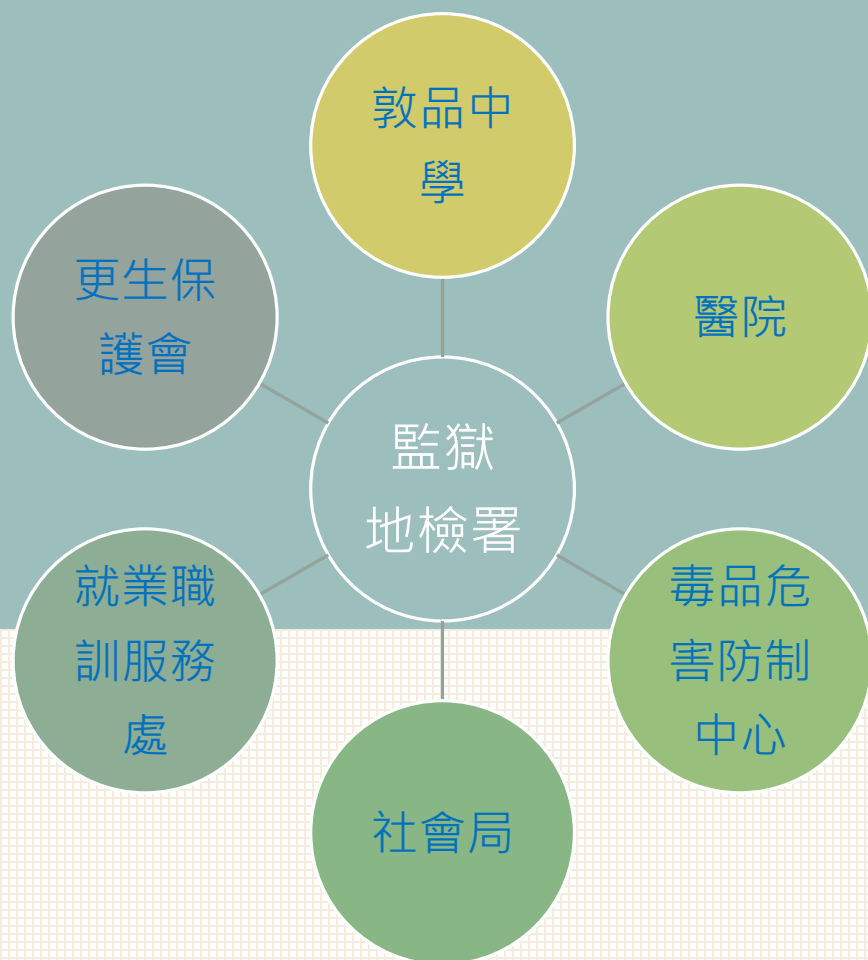 敦品中
學
更生保
護會
醫院
監獄
地檢署
就業職
訓服務
處
毒品危
害防制
中心
社會局